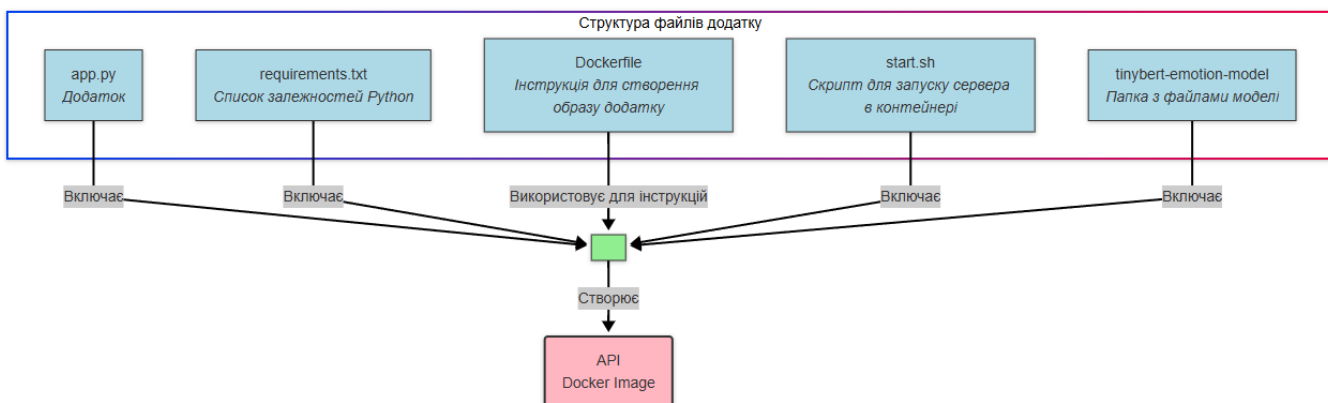 Структура файлів додатку
app.py
Додаток
requirements.txt
Список залежностей Python
Dockerfile
Інструкція для створення
образу додатку
start.sh
Скрипт для запуску сервера
в контейнері
tinybert-emotion-model
Папка з файлами моделі
Включає
Включає
Використовує для інструкцій
Включає
Включає
Створює
API
Docker Image